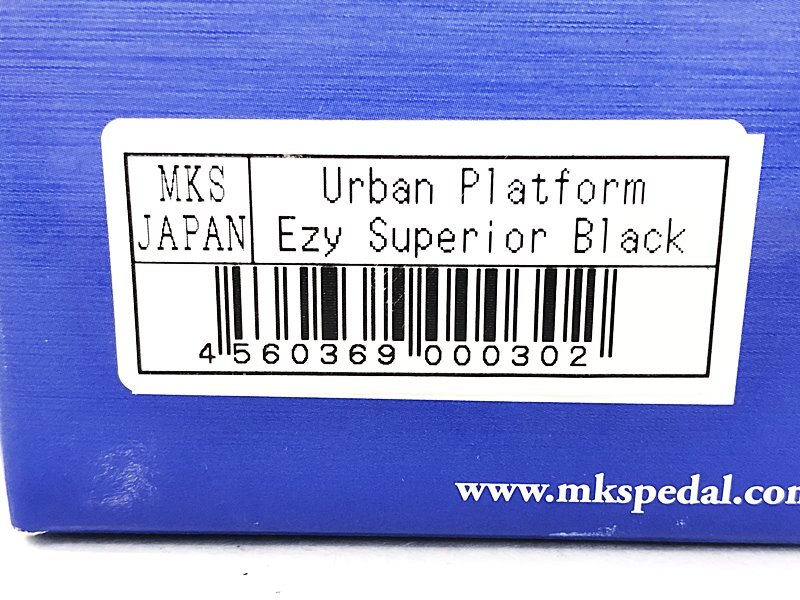 MKS
JAPAN
Urban Platform
Ezy Superior Black
4 560369 000302
www.mkspedal.com